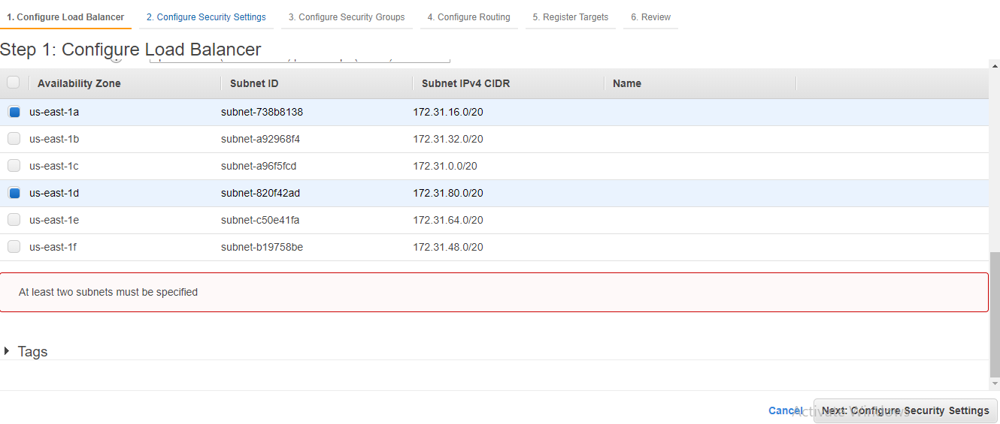 1. Configure Load Balancer 2. Configure Security Settings 3. Configure Security Groups 4. Configure Routing 5. Register Targets 6. Review
Step 1: Configure Load Balancer
Availability Zone Subnet ID Subnet IPv4 CIDR Name
us-east-1a subnet-738b8138 172.31.16.0/20
us-east-1b subnet-a92968f4 172.31.32.0/20
us-east-1c subnet-a96f5fcd 172.31.0.0/20
us-east-1d subnet-820f42ad 172.31.80.0/20
us-east-1e subnet-c50e41fa 172.31.64.0/20
us-east-1f subnet-b19758be 172.31.48.0/20
At least two subnets must be specified
Tags
Cancel Next: Configure Security Settings
Activate Windows